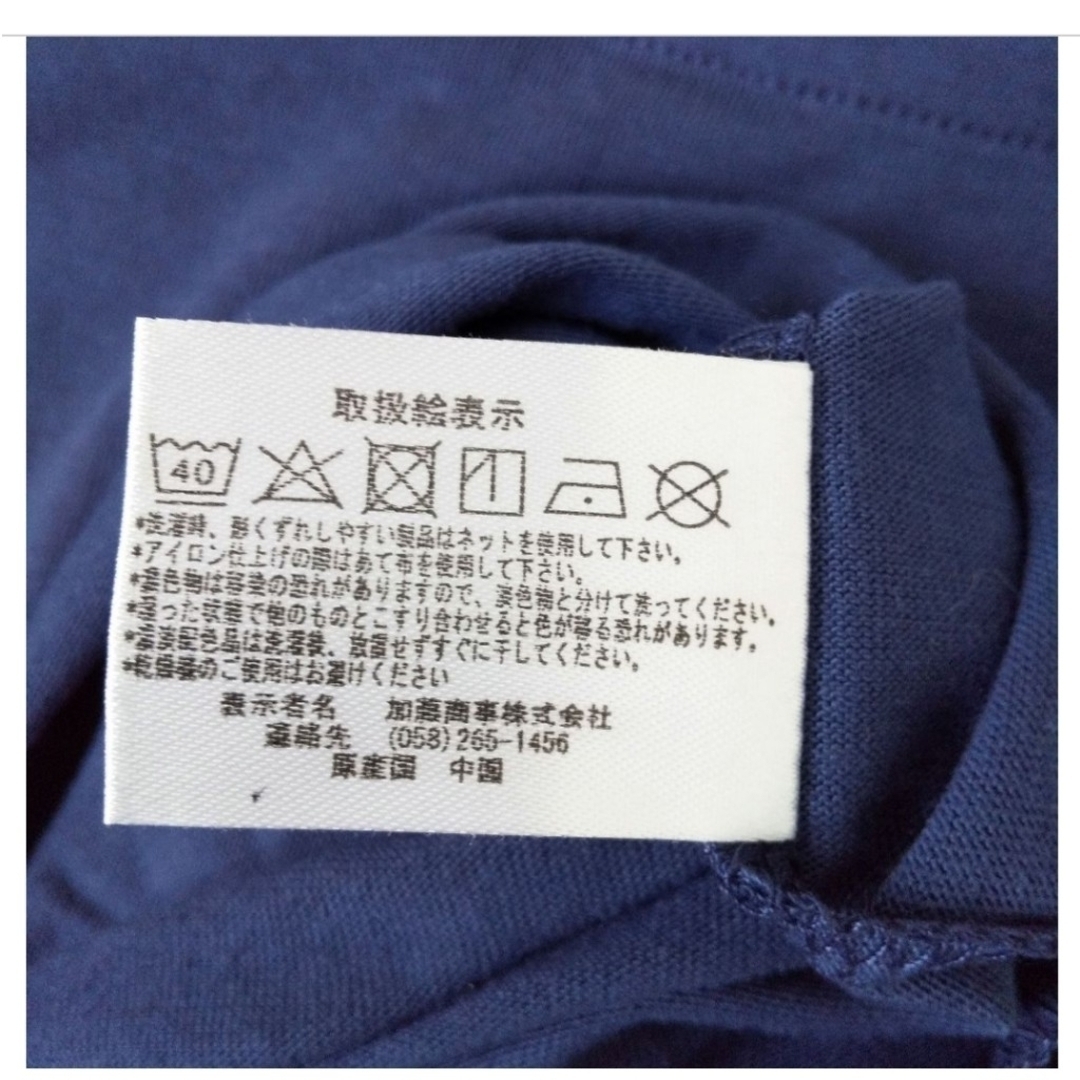 取扱絵表示
40
*洗濯時、形くずれしやすい製品はネットを使用して下さい。
*アイロン仕上げの際はあて布を使用して下さい。
*濃色物は移染の恐れがありますので、淡色物と分けて洗ってください。
*湿った状態で他のものとこすり合わせると色が移る恐れがあります。
は洗濯後、放置せずすぐに干してください。
*乾燥機のご使用はお避けください
表示者名 加藤商事株式会社
連絡先 (058)265-1456
原産国 中国